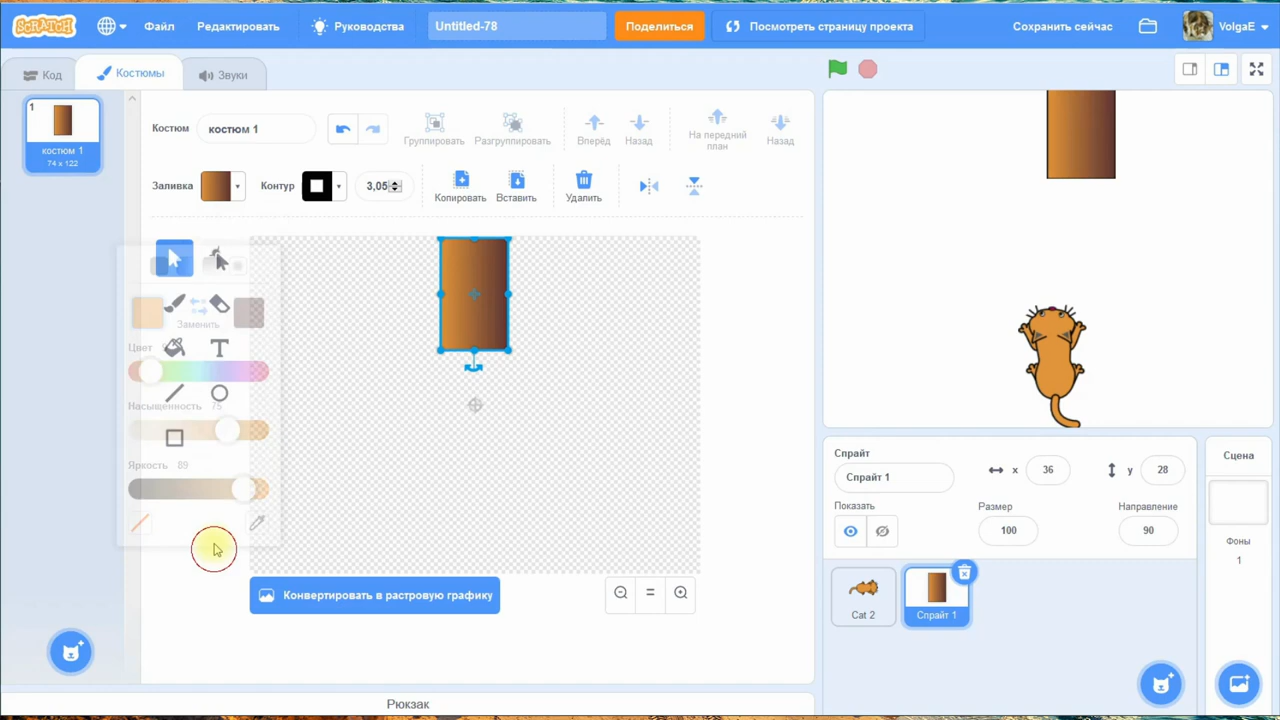 SCRATCH
Файл
Редактировать
Руководства
Untitled-78
Поделиться
Посмотреть страницу проекта
Сохранить сейчас
VolgaE
Код
Костюмы
Звуки
1
костюм 1
74 x 122
Костюм
костюм 1
Группировать
Разгруппировать
Вперёд
Назад
На передний
план
Назад
Заливка
Контур
3,05
Копировать
Вставить
Удалить
Заменить
Цвет
T
Насыщенность 75
Яркость 89
Конвертировать в растровую графику
Спрайт
Спрайт 1
x 36
y 28
Показать
Размер
100
Направление
90
Cat 2
Спрайт 1
Сцена
Фоны
1
Рюкзак